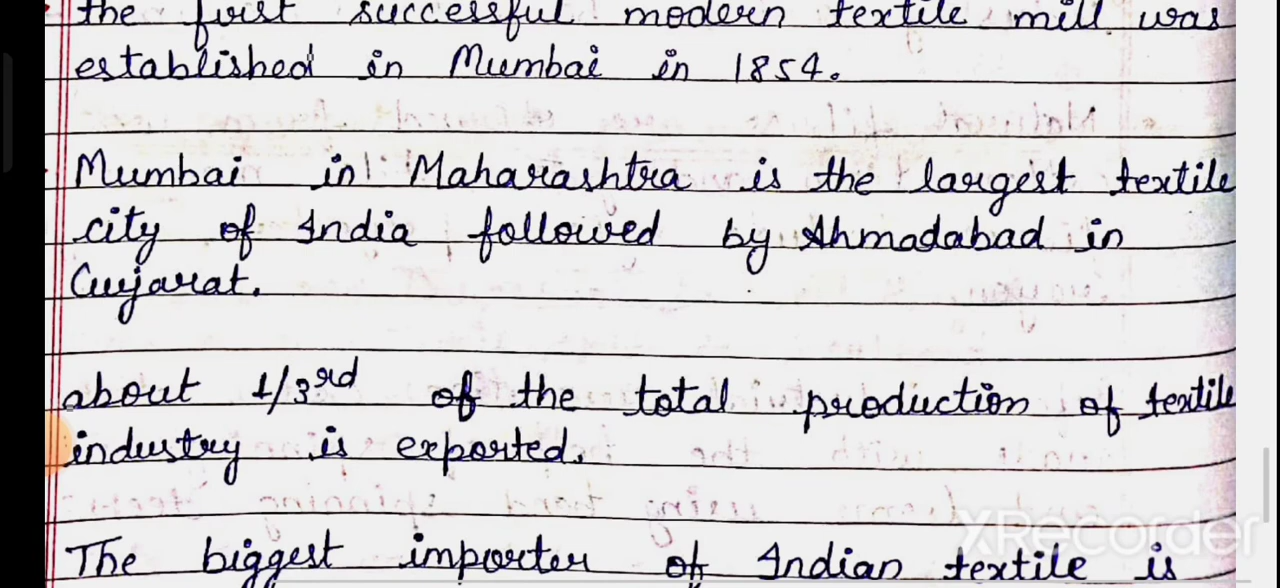 the first successful modern textile mill was
established in Mumbai in 1854.
Mumbai in Maharashtra is the largest textile
city of India followed by Ahmadabad in
Gujarat.
about 1/3rd of the total production of textile
industry is exported.
The biggest importer of Indian textile is
XRecorder